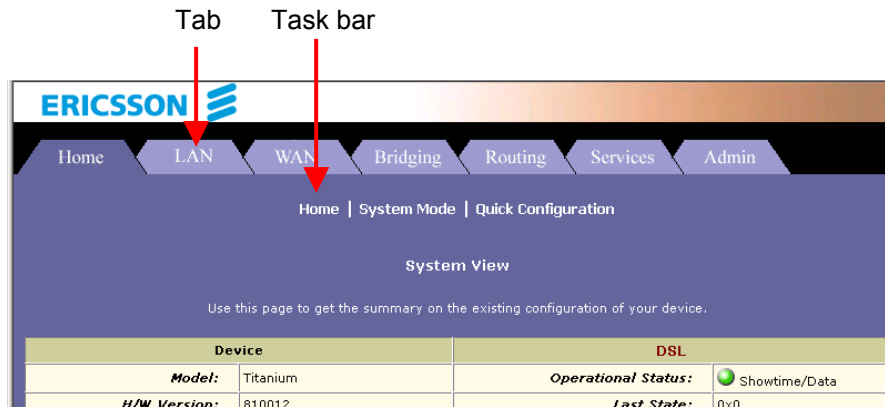 Tab Task bar
ERICSSON
Home LAN WAN Bridging Routing Services Admin
Home | System Mode | Quick Configuration
System View
Use this page to get the summary on the existing configuration of your device.
Device DSL
Model: Titanium Operational Status: Showtime/Data
H/W Version: 810012 Last State: 0x0